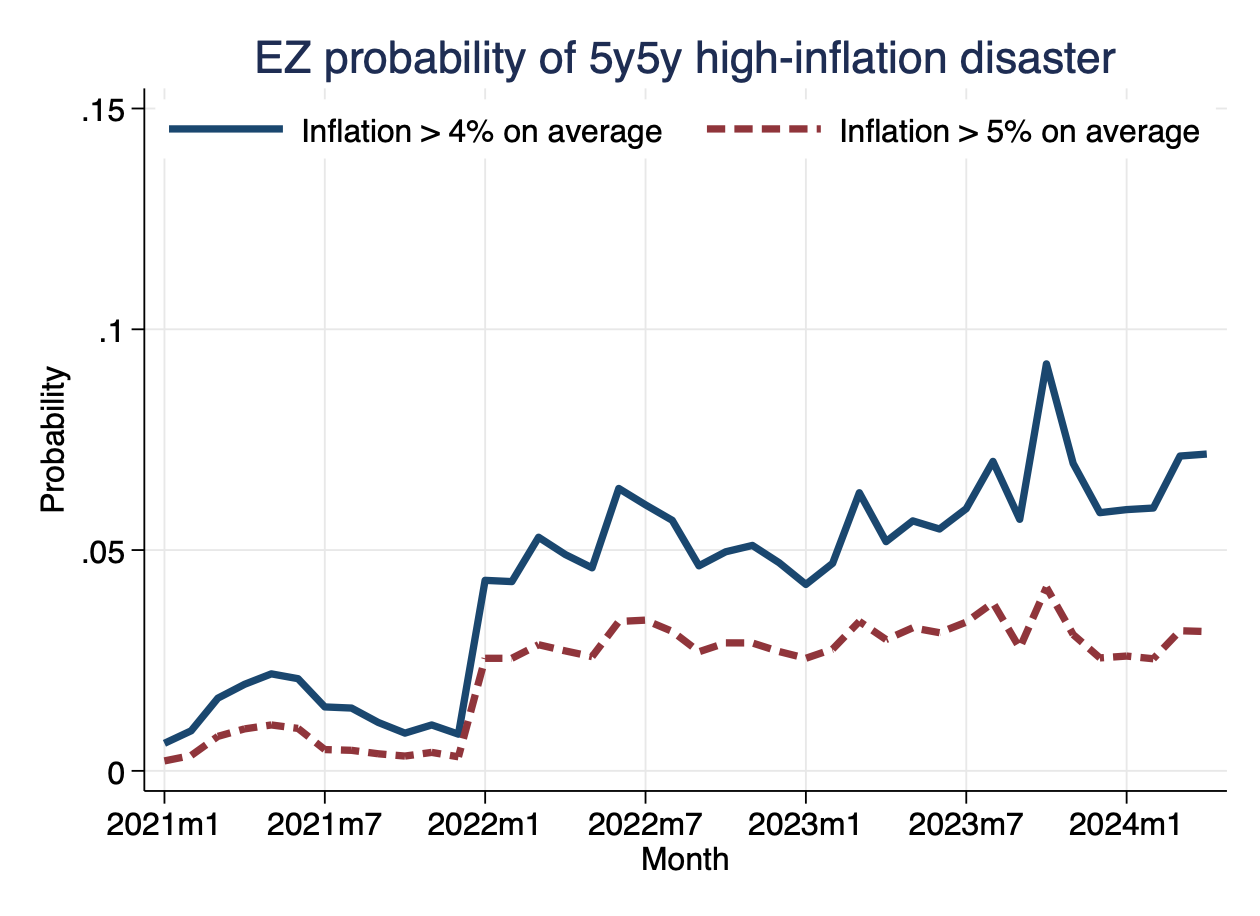 EZ probability of 5y5y high-inflation disaster
Inflation > 4% on average
Inflation > 5% on average
.15
.1
.05
0
Probability
2021m1 2021m7 2022m1 2022m7 2023m1 2023m7 2024m1
Month